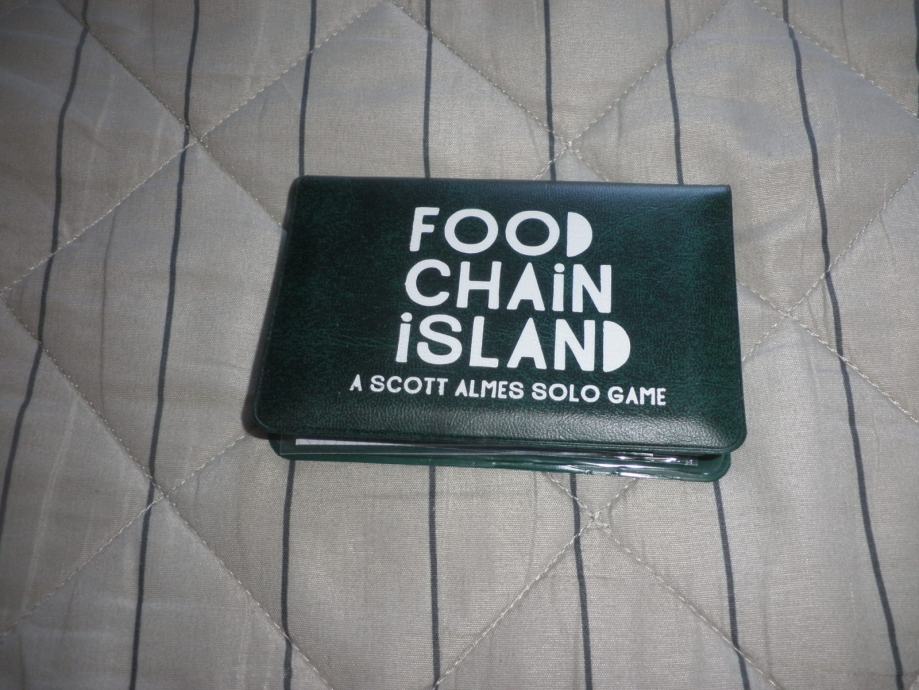 FOOD
CHAiN
iSLAND
A SCOTT ALMES SOLO GAME